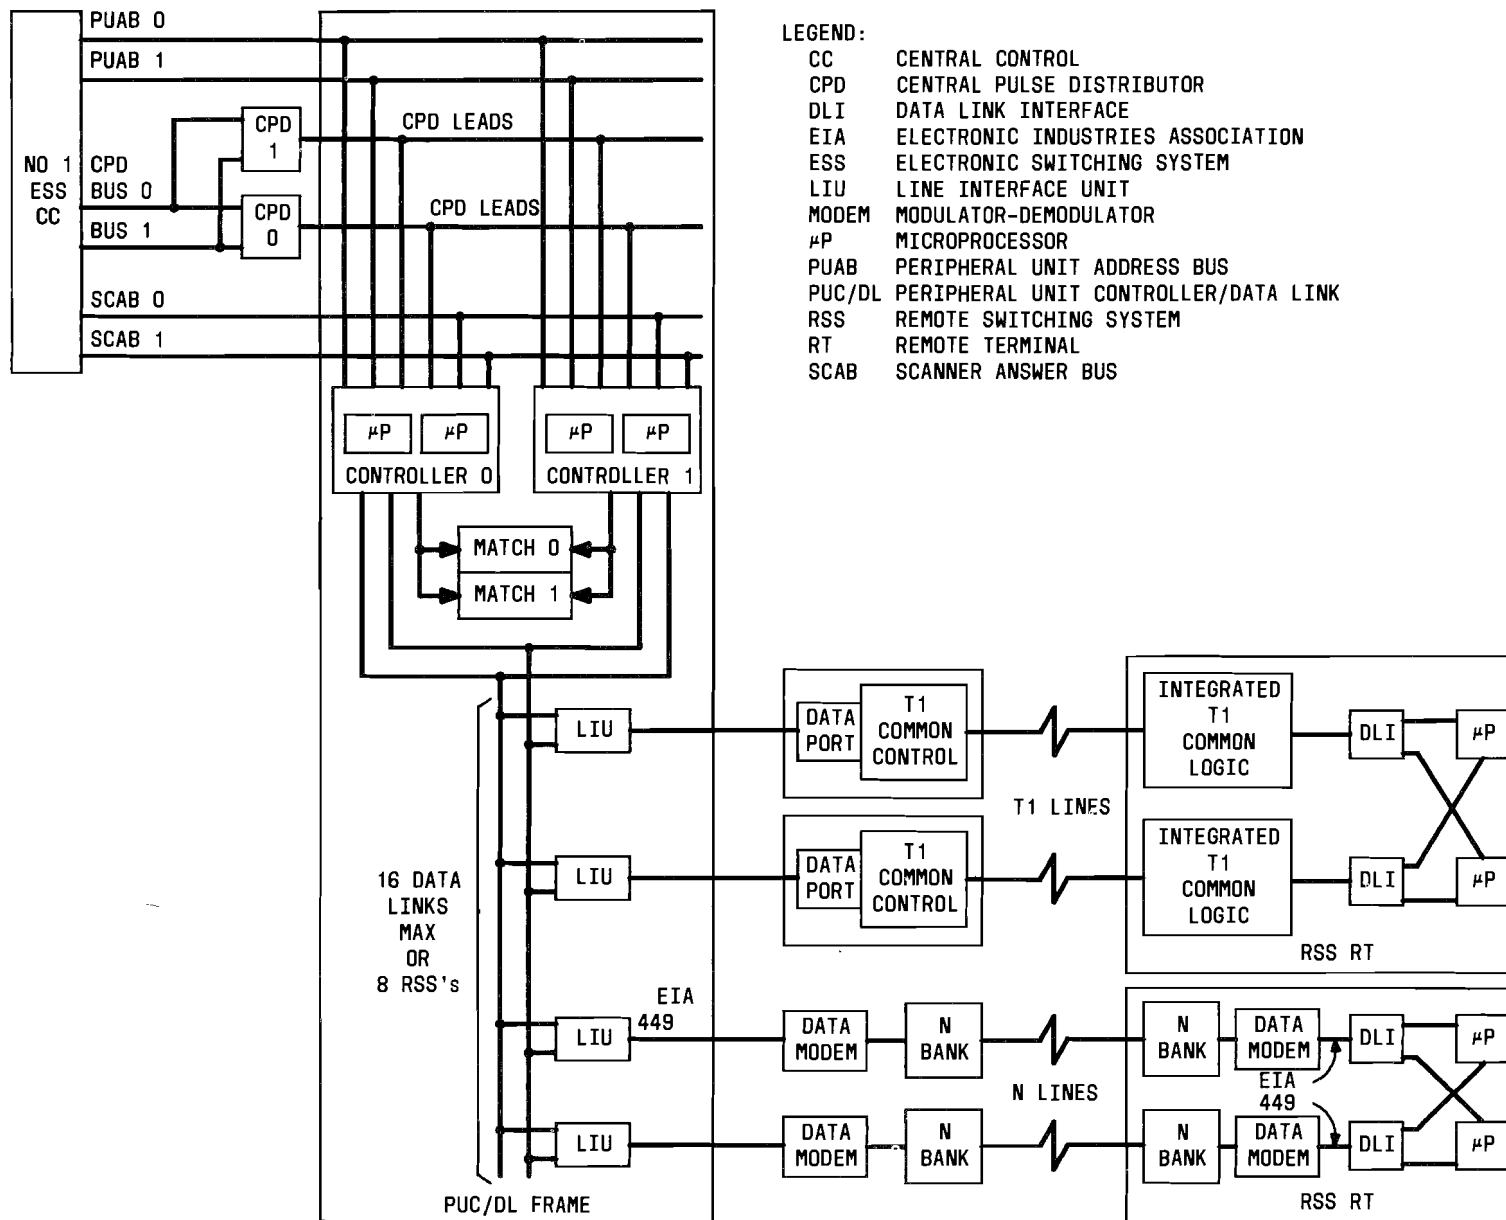 PUAB 0
PUAB 1
CPD
1
CPD LEADS
NO 1
ESS
CC
CPD
BUS 0
BUS 1
CPD
0
CPD LEADS
SCAB 0
SCAB 1
LEGEND:
CC CENTRAL CONTROL
CPD CENTRAL PULSE DISTRIBUTOR
DLI DATA LINK INTERFACE
EIA ELECTRONIC INDUSTRIES ASSOCIATION
ESS ELECTRONIC SWITCHING SYSTEM
LIU LINE INTERFACE UNIT
MODEM MODULATOR-DEMODULATOR
μP MICROPROCESSOR
PUAB PERIPHERAL UNIT ADDRESS BUS
PUC/DL PERIPHERAL UNIT CONTROLLER/DATA LINK
RSS REMOTE SWITCHING SYSTEM
RT REMOTE TERMINAL
SCAB SCANNER ANSWER BUS
μP μP
CONTROLLER 0
μP μP
CONTROLLER 1
MATCH 0
MATCH 1
16 DATA
LINKS
MAX
OR
8 RSS's
LIU
DATA
PORT
T1
COMMON
CONTROL
INTEGRATED
T1
COMMON
LOGIC
DLI
μP
T1 LINES
LIU
DATA
PORT
T1
COMMON
CONTROL
INTEGRATED
T1
COMMON
LOGIC
DLI
μP
RSS RT
LIU
EIA
449
DATA
MODEM
N
BANK
N
BANK
DATA
MODEM
DLI
μP
N LINES
EIA
449
LIU
DATA
MODEM
N
BANK
N
BANK
DATA
MODEM
DLI
μP
RSS RT
PUC/DL FRAME